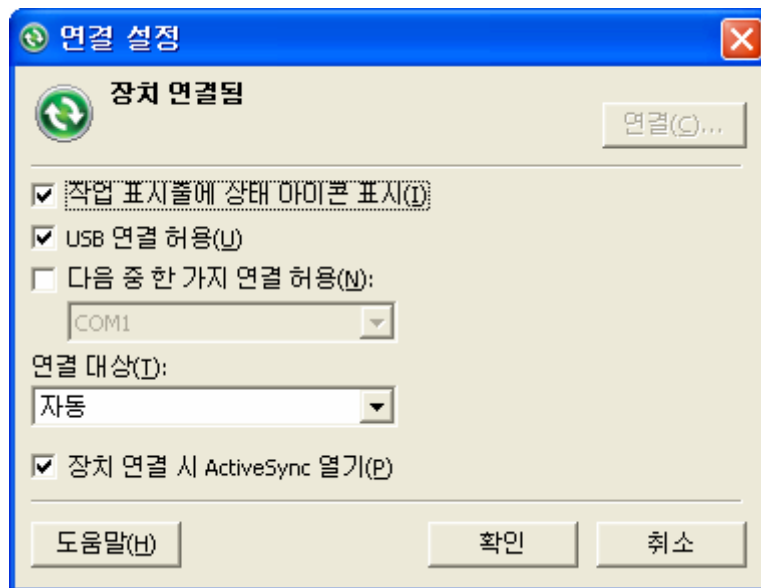 연결 설정
장치 연결됨
연결(C)...
작업 표시줄에 상태 아이콘 표시(I)
USB 연결 허용(U)
다음 중 한 가지 연결 허용(N):
COM1
연결 대상(T):
자동
장치 연결 시 ActiveSync 열기(P)
도움말(H)
확인
취소